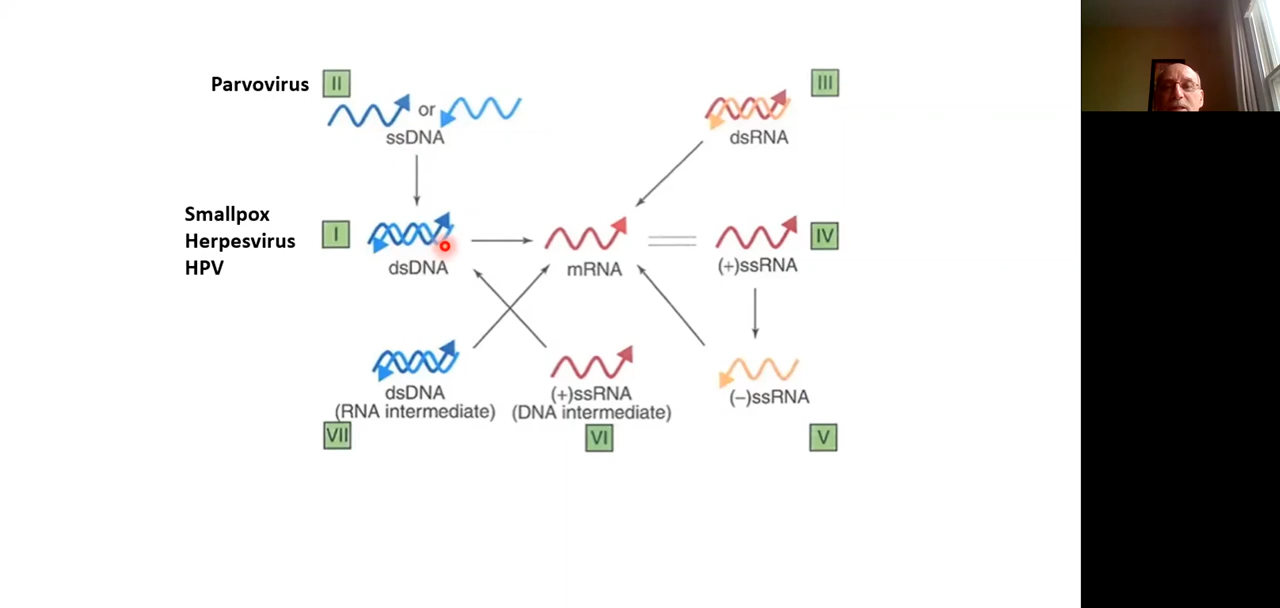 Parvovirus
II
or
ssDNA
III
dsRNA
Smallpox
Herpesvirus
HPV
I
dsDNA
mRNA
(+)ssRNA
IV
dsDNA
(RNA intermediate)
VII
(+)ssRNA
(DNA intermediate)
VI
(–)ssRNA
V